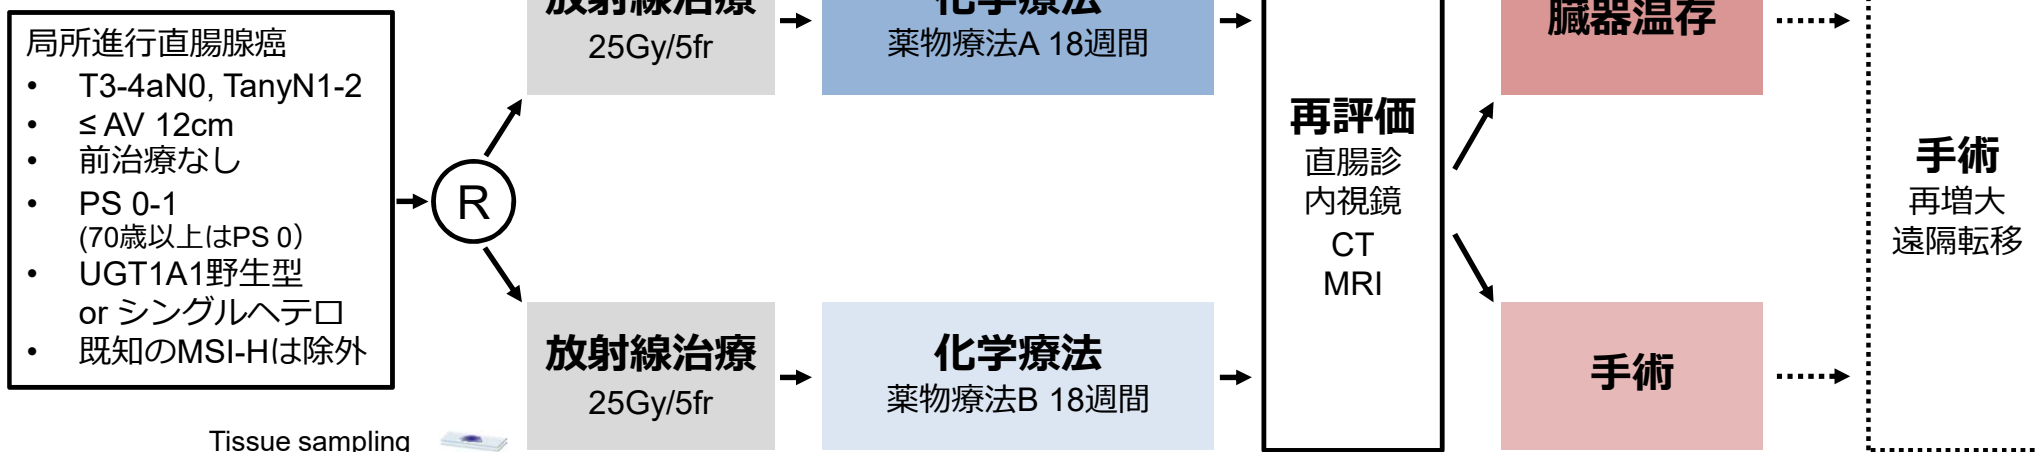 局所進行直腸腺癌
• T3-4aN0, TanyN1-2
• ≤ AV 12cm
• 前治療なし
• PS 0-1
(70歳以上はPS 0）
• UGT1A1野生型
or シングルヘテロ
• 既知のMSI-Hは除外
R
放射線治療
25Gy/5fr
化学療法
薬物療法A 18週間
放射線治療
25Gy/5fr
化学療法
薬物療法B 18週間
再評価
直腸診
内視鏡
CT
MRI
臓器温存
手術
手術
再増大
遠隔転移
Tissue sampling